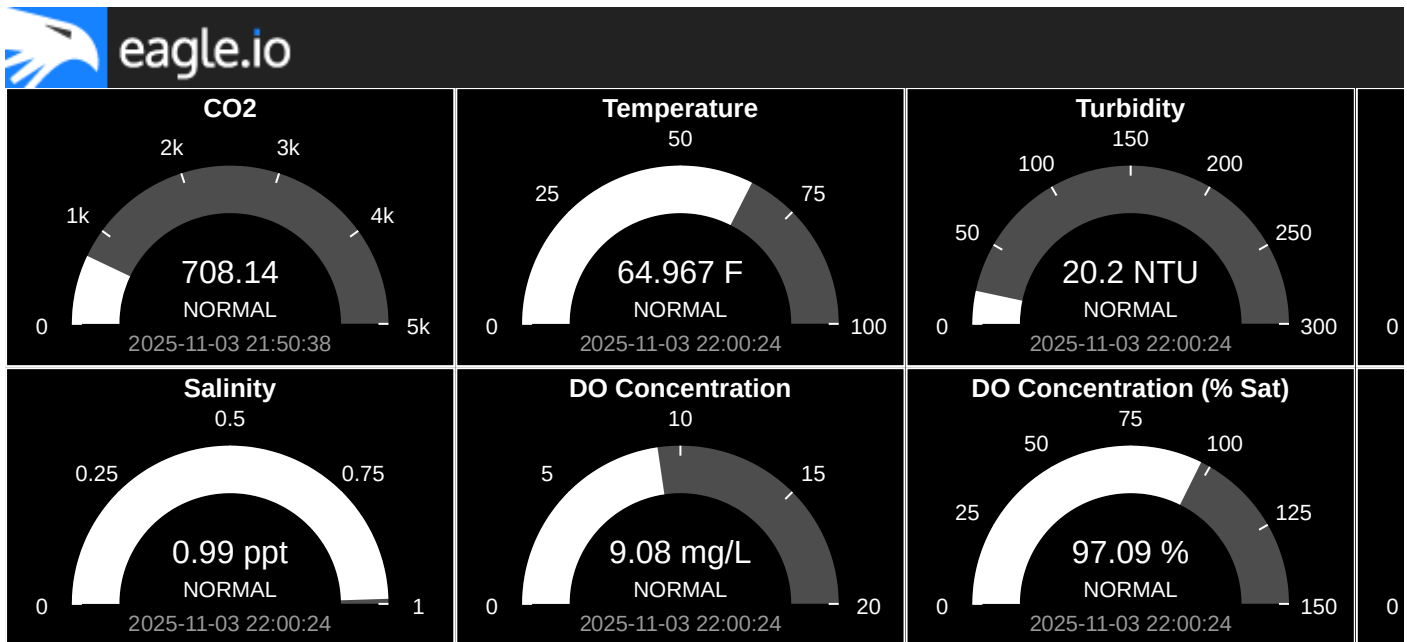 eagle.io
CO2
0
1k
2k
3k
4k
5k
708.14
NORMAL
2025-11-03 21:50:38
Temperature
0
25
50
75
100
64.967 F
NORMAL
2025-11-03 22:00:24
Turbidity
0
50
100
150
200
250
300
20.2 NTU
NORMAL
2025-11-03 22:00:24
0
Salinity
0
0.25
0.5
0.75
1
0.99 ppt
NORMAL
2025-11-03 22:00:24
DO Concentration
0
5
10
15
20
9.08 mg/L
NORMAL
2025-11-03 22:00:24
DO Concentration (% Sat)
0
25
50
75
100
125
150
97.09 %
NORMAL
2025-11-03 22:00:24
0